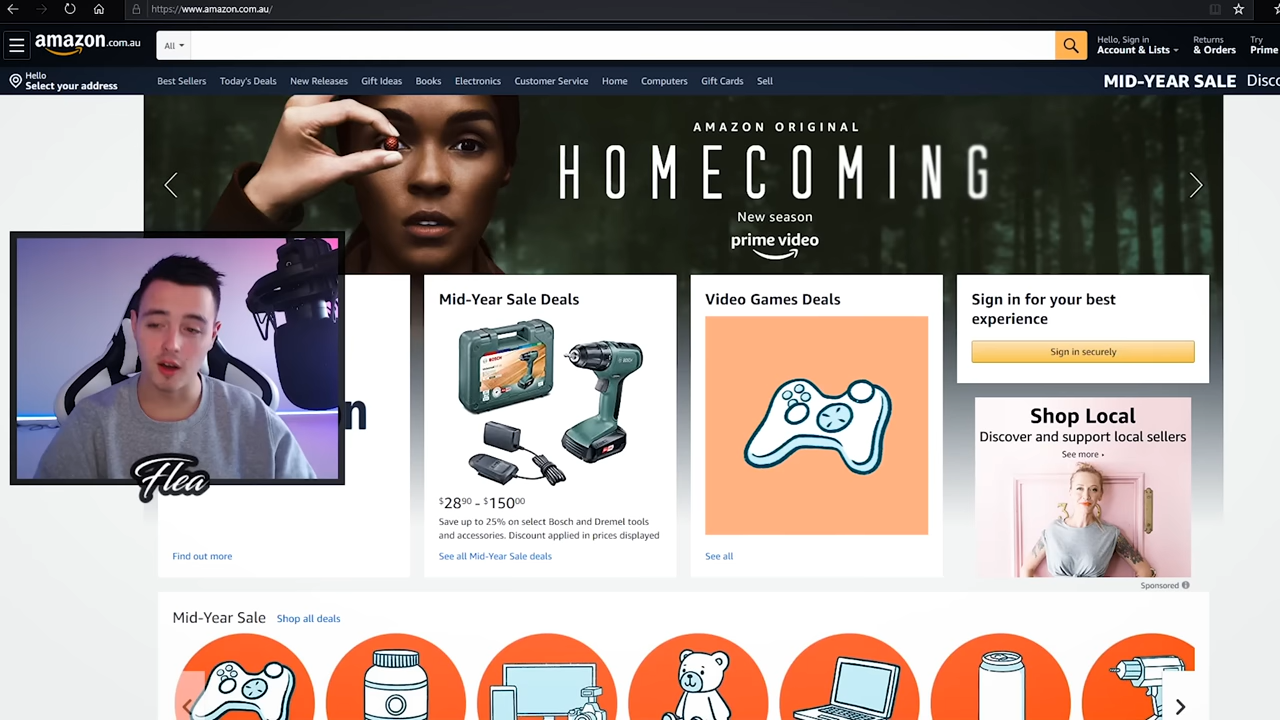 https://www.amazon.com.au/
amazon.com.au
All
Hello, Sign in
Account & Lists
Returns
& Orders
Try
Prime
Hello
Select your address
Best Sellers
Today's Deals
New Releases
Gift Ideas
Books
Electronics
Customer Service
Home
Computers
Gift Cards
Sell
MID-YEAR SALE
AMAZON ORIGINAL
HOMECOMING
New season
prime video
Flea
Find out more
Mid-Year Sale Deals
BOSCH
$28⁹⁰ - $150⁰⁰
Save up to 25% on select Bosch and Dremel tools
and accessories. Discount applied in prices displayed
See all Mid-Year Sale deals
Video Games Deals
See all
Sign in for your best
experience
Sign in securely
Shop Local
Discover and support local sellers
See more
Sponsored
Mid-Year Sale
Shop all deals